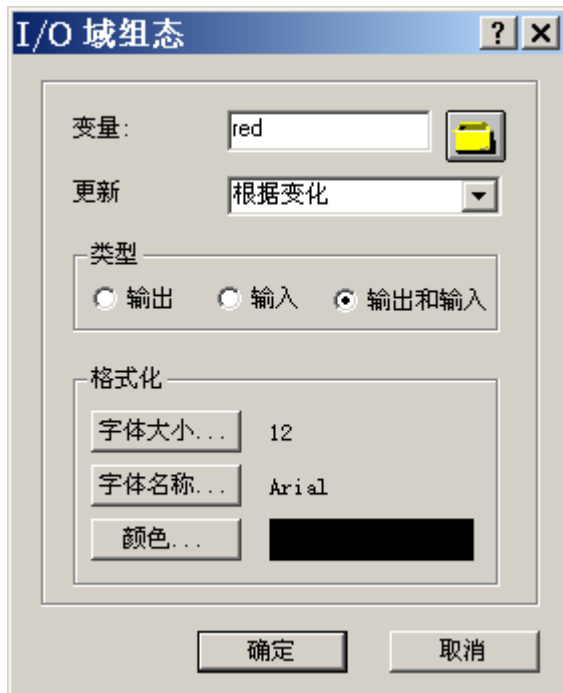 I/O 域组态
?
变量:
red
更新
根据变化
类型
输出
输入
输出和输入
格式化
字体大小...
12
字体名称...
Arial
颜色...
确定
取消